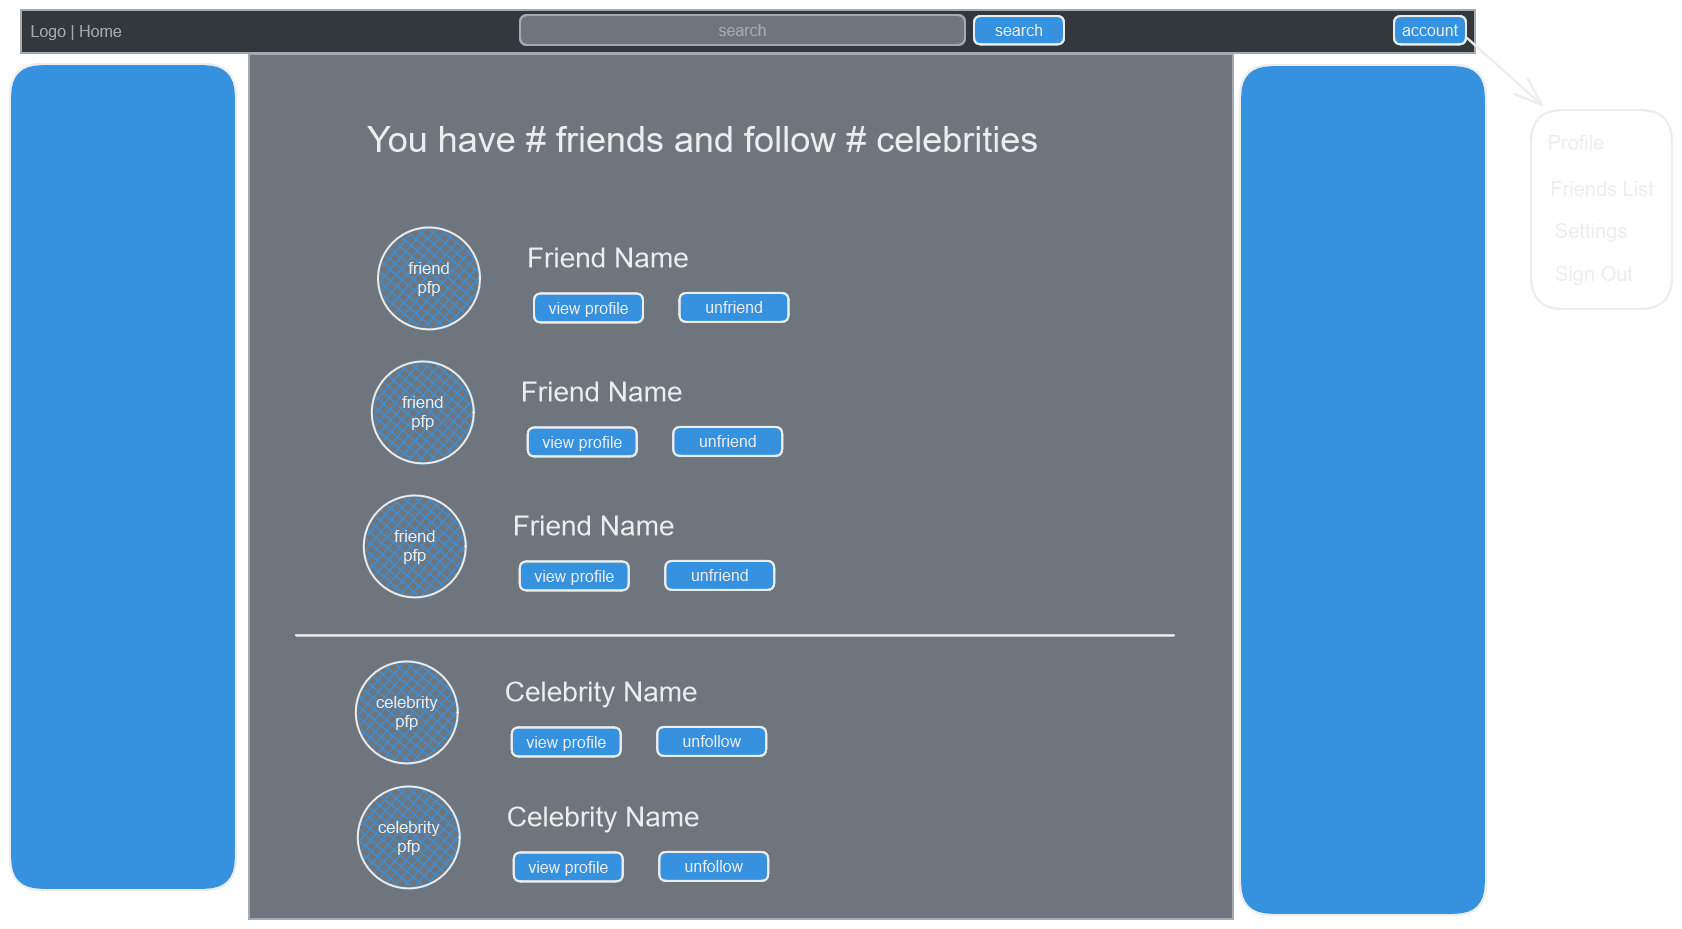 Logo | Home
search
search
account
Profile
Friends List
Settings
Sign Out
You have # friends and follow # celebrities
friend
pfp
Friend Name
view profile
unfriend
friend
pfp
Friend Name
view profile
unfriend
friend
pfp
Friend Name
view profile
unfriend
celebrity
pfp
Celebrity Name
view profile
unfollow
celebrity
pfp
Celebrity Name
view profile
unfollow